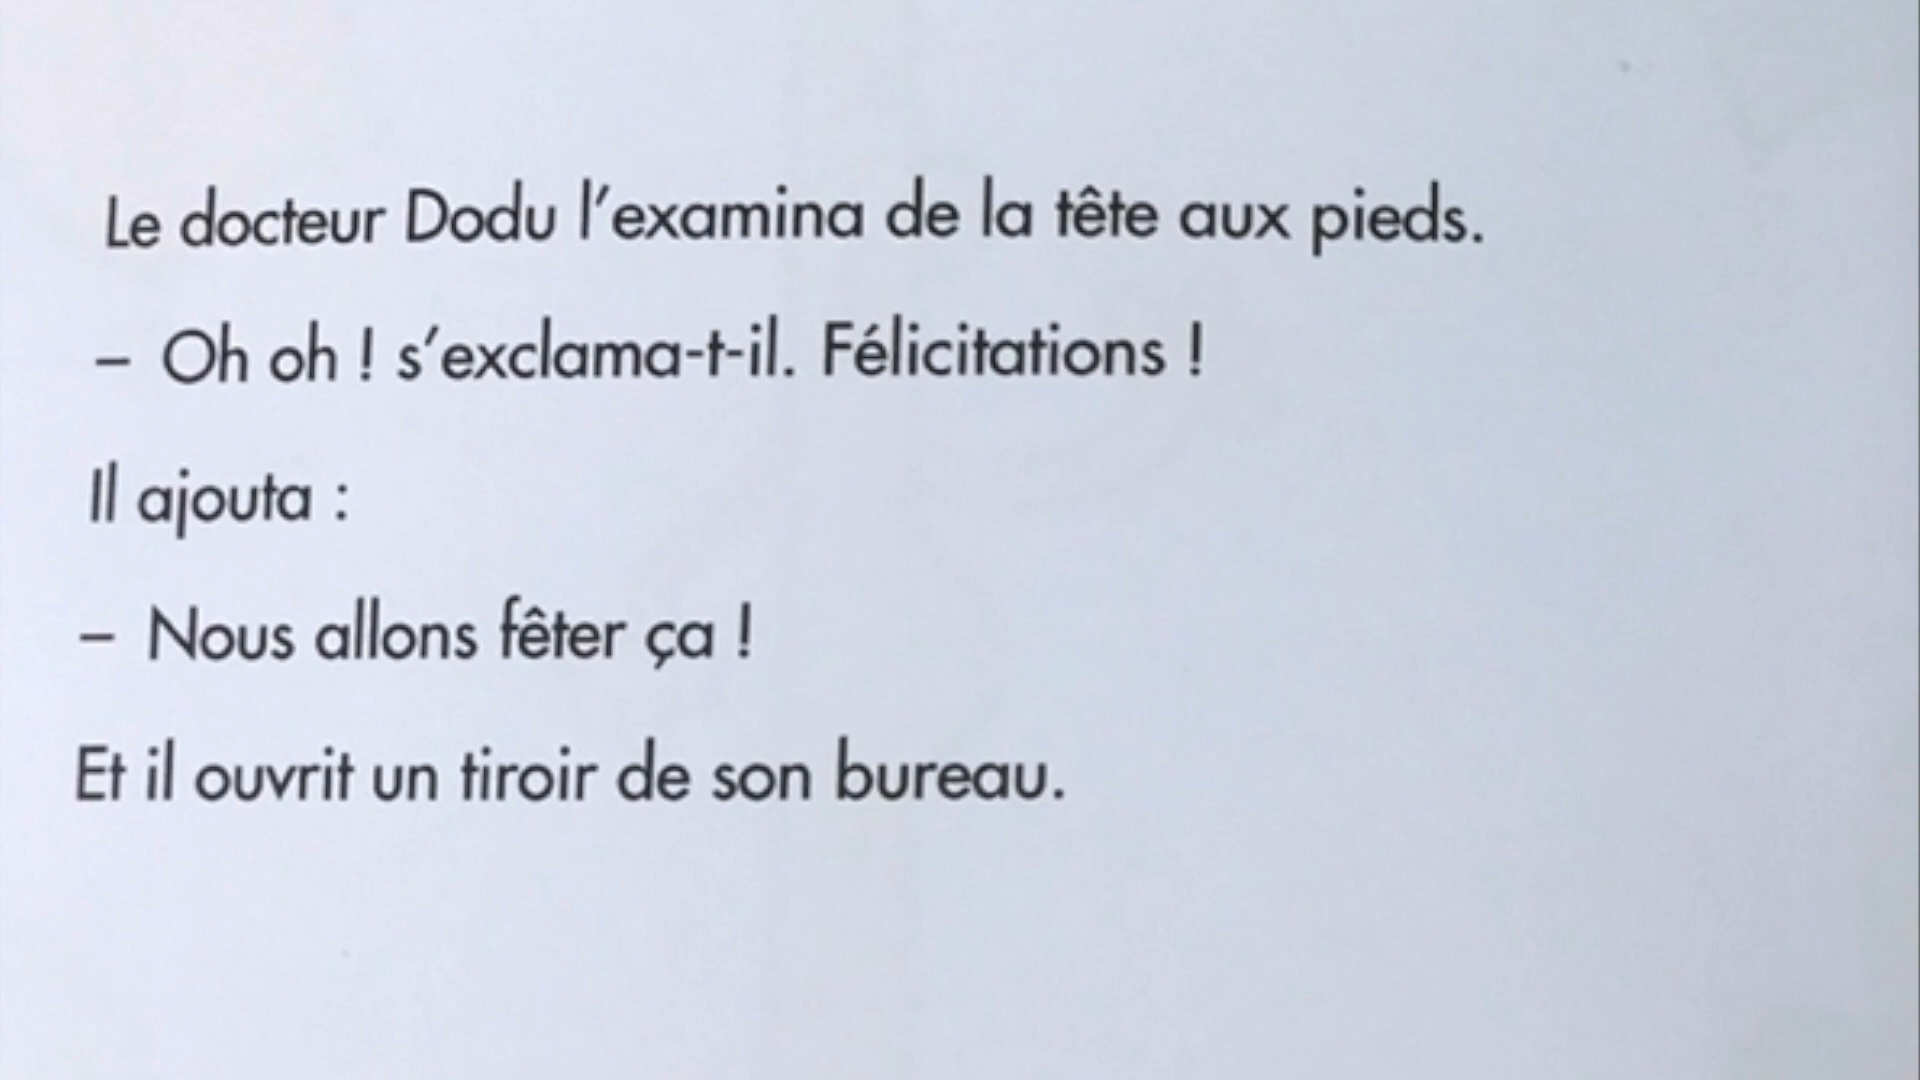 Le docteur Dodu l'examina de la tête aux pieds.
– Oh oh ! s'exclama-t-il. Félicitations !
Il ajouta :
– Nous allons fêter ça !
Et il ouvrit un tiroir de son bureau.